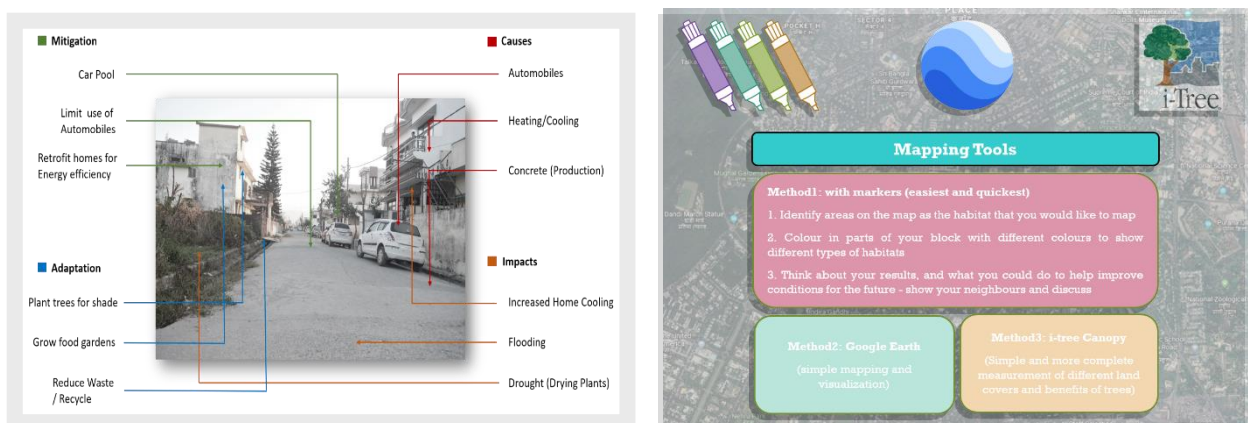 Mitigation
Car Pool
Limit use of
Automobiles
Retrofit homes for
Energy efficiency
Adaptation
Plant trees for shade
Grow food gardens
Reduce Waste
/ Recycle
Causes
Automobiles
Heating/Cooling
Concrete (Production)
Impacts
Increased Home Cooling
Flooding
Drought (Drying Plants)
i-Tree
Mapping Tools
Method1: with markers (easiest and quickest)
1. Identify areas on the map as the habitat that you would like to map
2. Colour in parts of your block with different colours to show
different types of habitats
3. Think about your results, and what you could do to help improve
conditions for the future - show your neighbours and discuss
Method2: Google Earth
(simple mapping and
visualization)
Method3: i-tree Canopy
(Simple and more complete
measurement of different land
covers and benefits of trees)